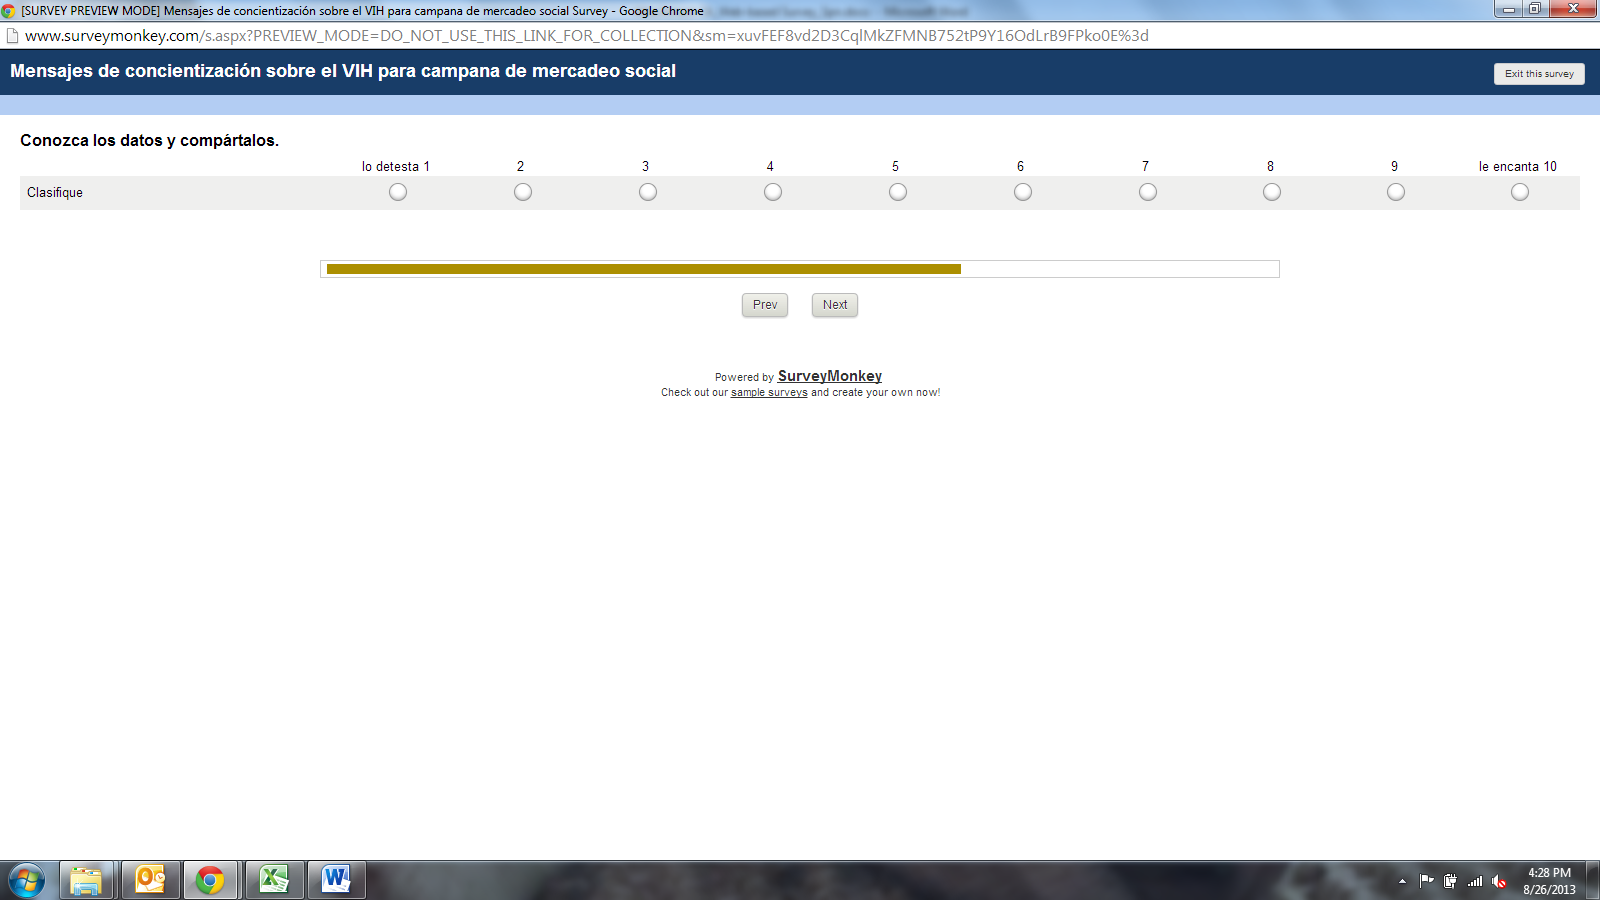 [SURVEY PREVIEW MODE] Mensajes de concientización sobre el VIH para campana de mercadeo social Survey - Google Chrome
www.surveymonkey.com/s.aspx?PREVIEW_MODE=DO_NOT_USE_THIS_LINK_FOR_COLLECTION&sm=xuvFEF8vd2D3CqlMkZFMNB752tP9Y16OdLrB9FPko0E%3d
Mensajes de concientización sobre el VIH para campana de mercadeo social
Exit this survey
Conozca los datos y compártalos.
lo detesta 1 2 3 4 5 6 7 8 9 le encanta 10
Clasifique
Prev Next
Powered by SurveyMonkey
Check out our sample surveys and create your own now!
4:28 PM
8/26/2013